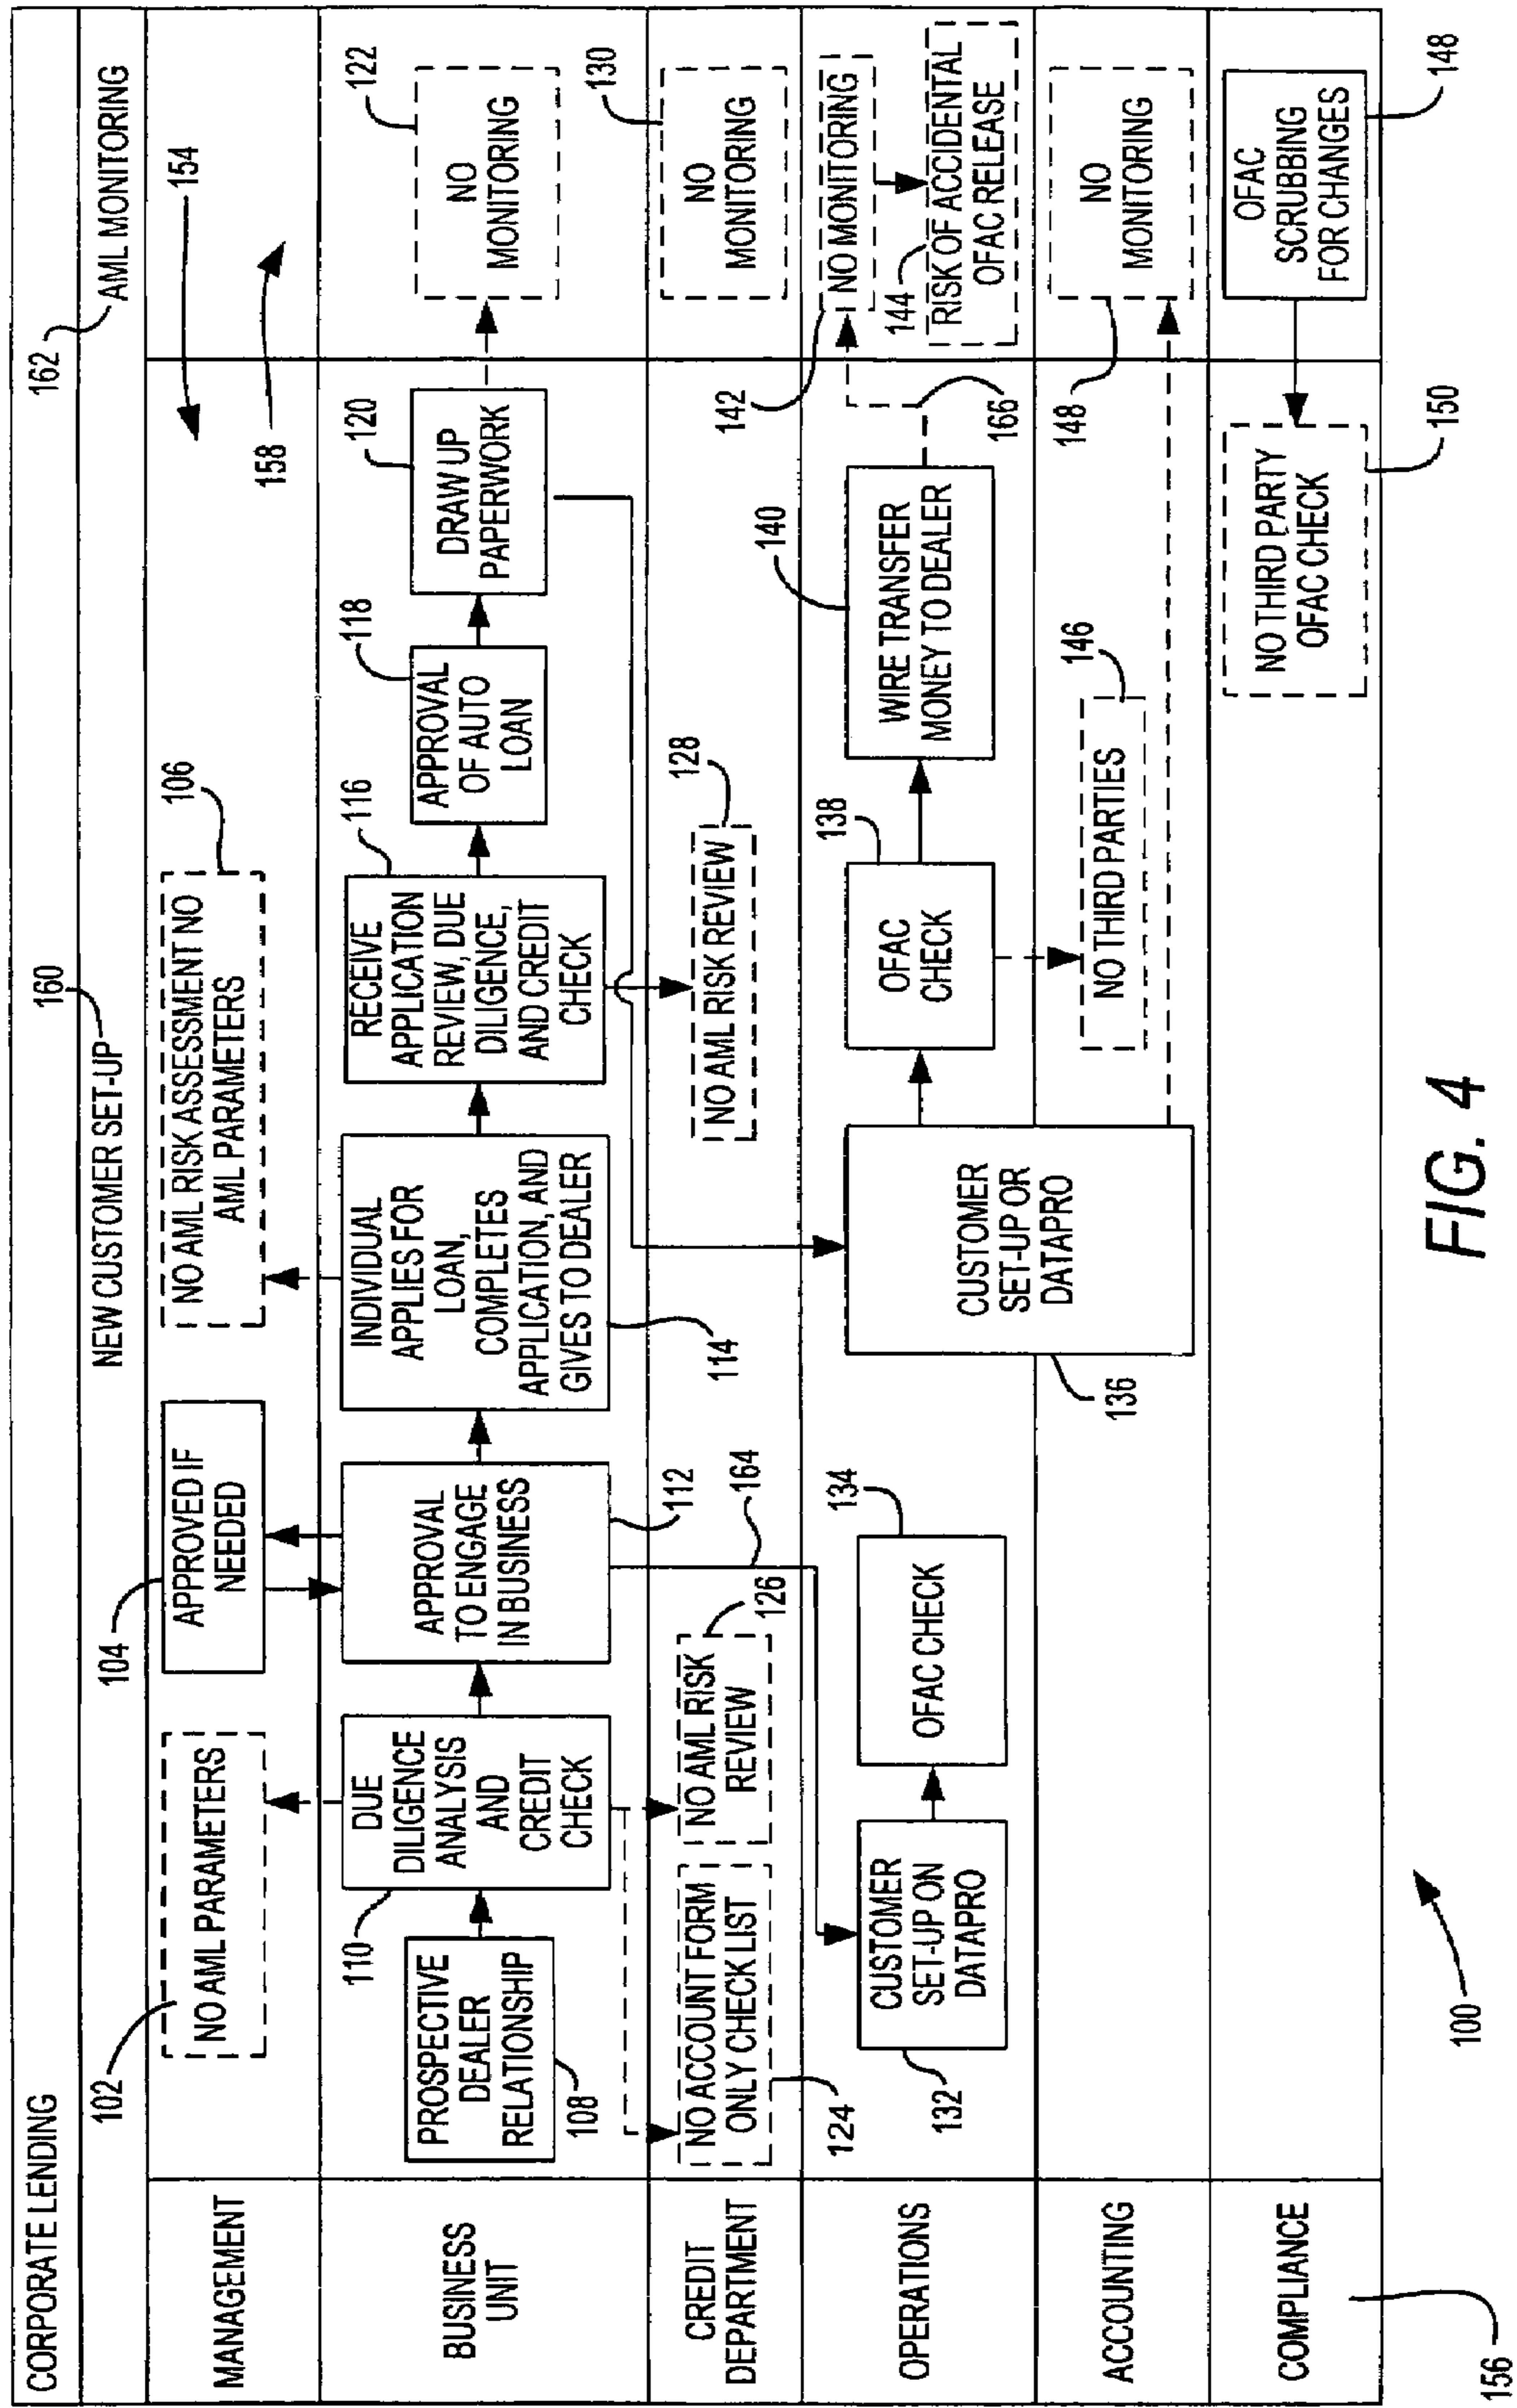 CORPORATE LENDING
160
NEW CUSTOMER SET-UP
162
AML MONITORING
MANAGEMENT
102
NO AML PARAMETERS
104
APPROVED IF
NEEDED
106
NO AML RISK ASSESSMENT NO
AML PARAMETERS
154
158
BUSINESS
UNIT
PROSPECTIVE
DEALER
RELATIONSHIP
108
110
DUE
DILIGENCE
ANALYSIS
AND
CREDIT
CHECK
APPROVAL
TO ENGAGE
IN BUSINESS
112
INDIVIDUAL
APPLIES FOR
LOAN,
COMPLETES
APPLICATION, AND
GIVES TO DEALER
114
116
RECEIVE
APPLICATION
REVIEW, DUE
DILIGENCE,
AND CREDIT
CHECK
118
APPROVAL
OF AUTO
LOAN
120
DRAW UP
PAPERWORK
122
NO
MONITORING
CREDIT
DEPARTMENT
NO ACCOUNT FORM
ONLY CHECK LIST
124
NO AML RISK
REVIEW
126
164
NO AML RISK REVIEW
128
130
NO
MONITORING
OPERATIONS
CUSTOMER
SET-UP ON
DATAPRO
132
134
OFAC CHECK
CUSTOMER
SET-UP OR
DATAPRO
136
138
OFAC
CHECK
140
WIRE TRANSFER
MONEY TO DEALER
142
166
NO MONITORING
144
RISK OF ACCIDENTAL
OFAC RELEASE
ACCOUNTING
NO THIRD PARTIES
146
148
NO
MONITORING
COMPLIANCE
156
NO THIRD PARTY
OFAC CHECK
150
OFAC
SCRUBBING
FOR CHANGES
148
100
FIG. 4